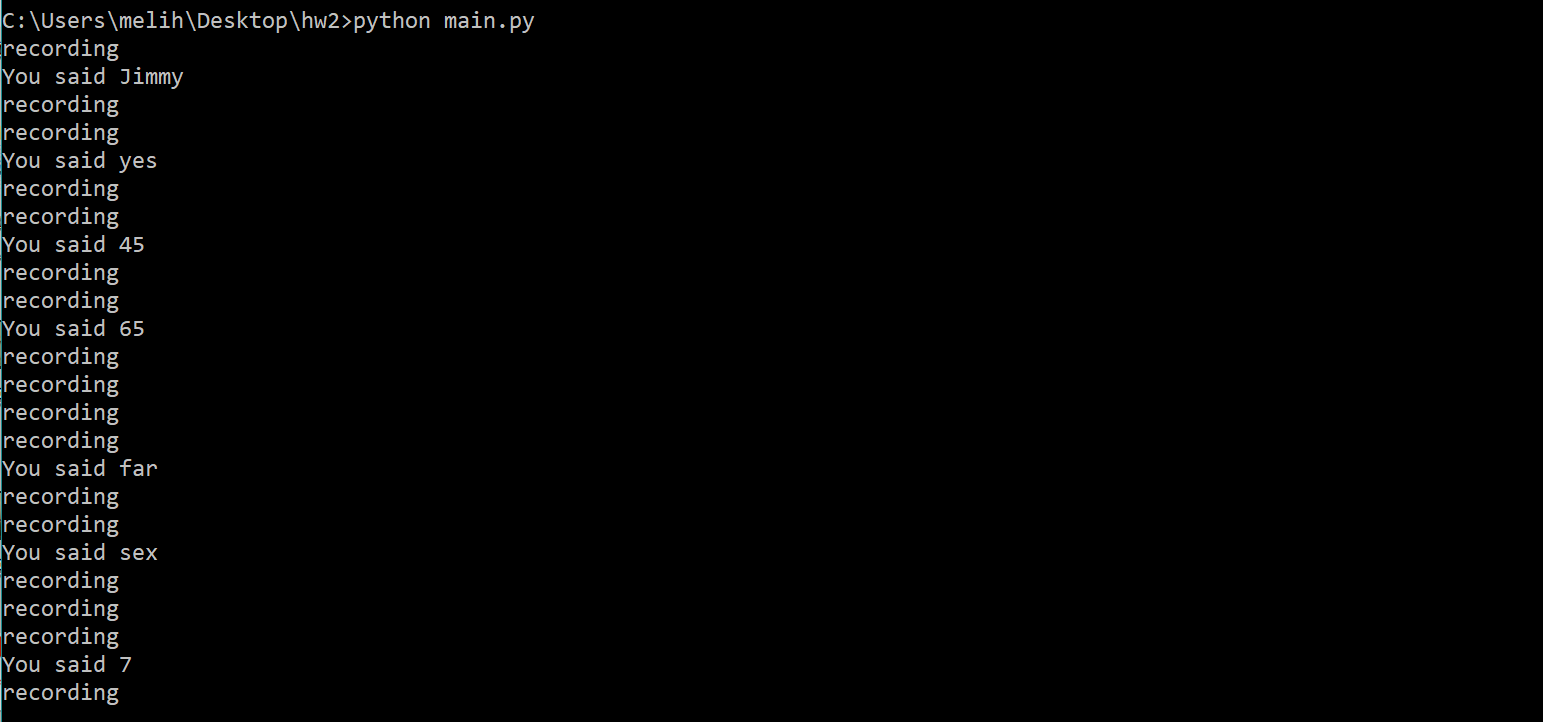 C:\Users\melih\Desktop\hw2>python main.py
recording
You said Jimmy
recording
recording
You said yes
recording
recording
You said 45
recording
recording
You said 65
recording
recording
recording
recording
You said far
recording
recording
You said sex
recording
recording
recording
You said 7
recording